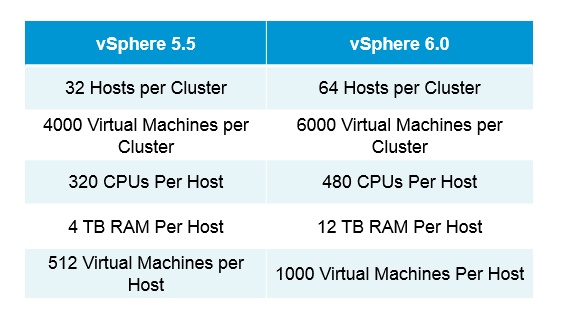 vSphere 5.5
vSphere 6.0
32 Hosts per Cluster
64 Hosts per Cluster
4000 Virtual Machines per
Cluster
6000 Virtual Machines per
Cluster
320 CPUs Per Host
480 CPUs Per Host
4 TB RAM Per Host
12 TB RAM Per Host
512 Virtual Machines per
Host
1000 Virtual Machines Per Host